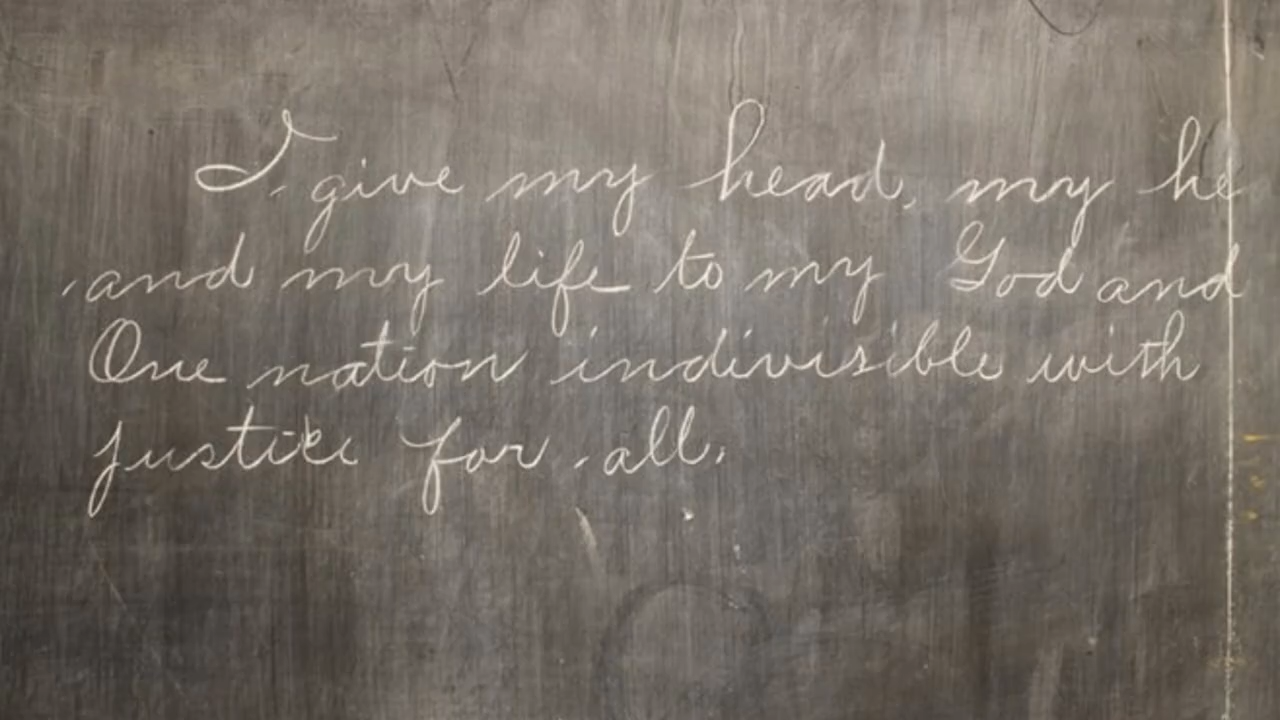 I give my head, my he
and my life to my God and
One nation indivisible with
justice for all.